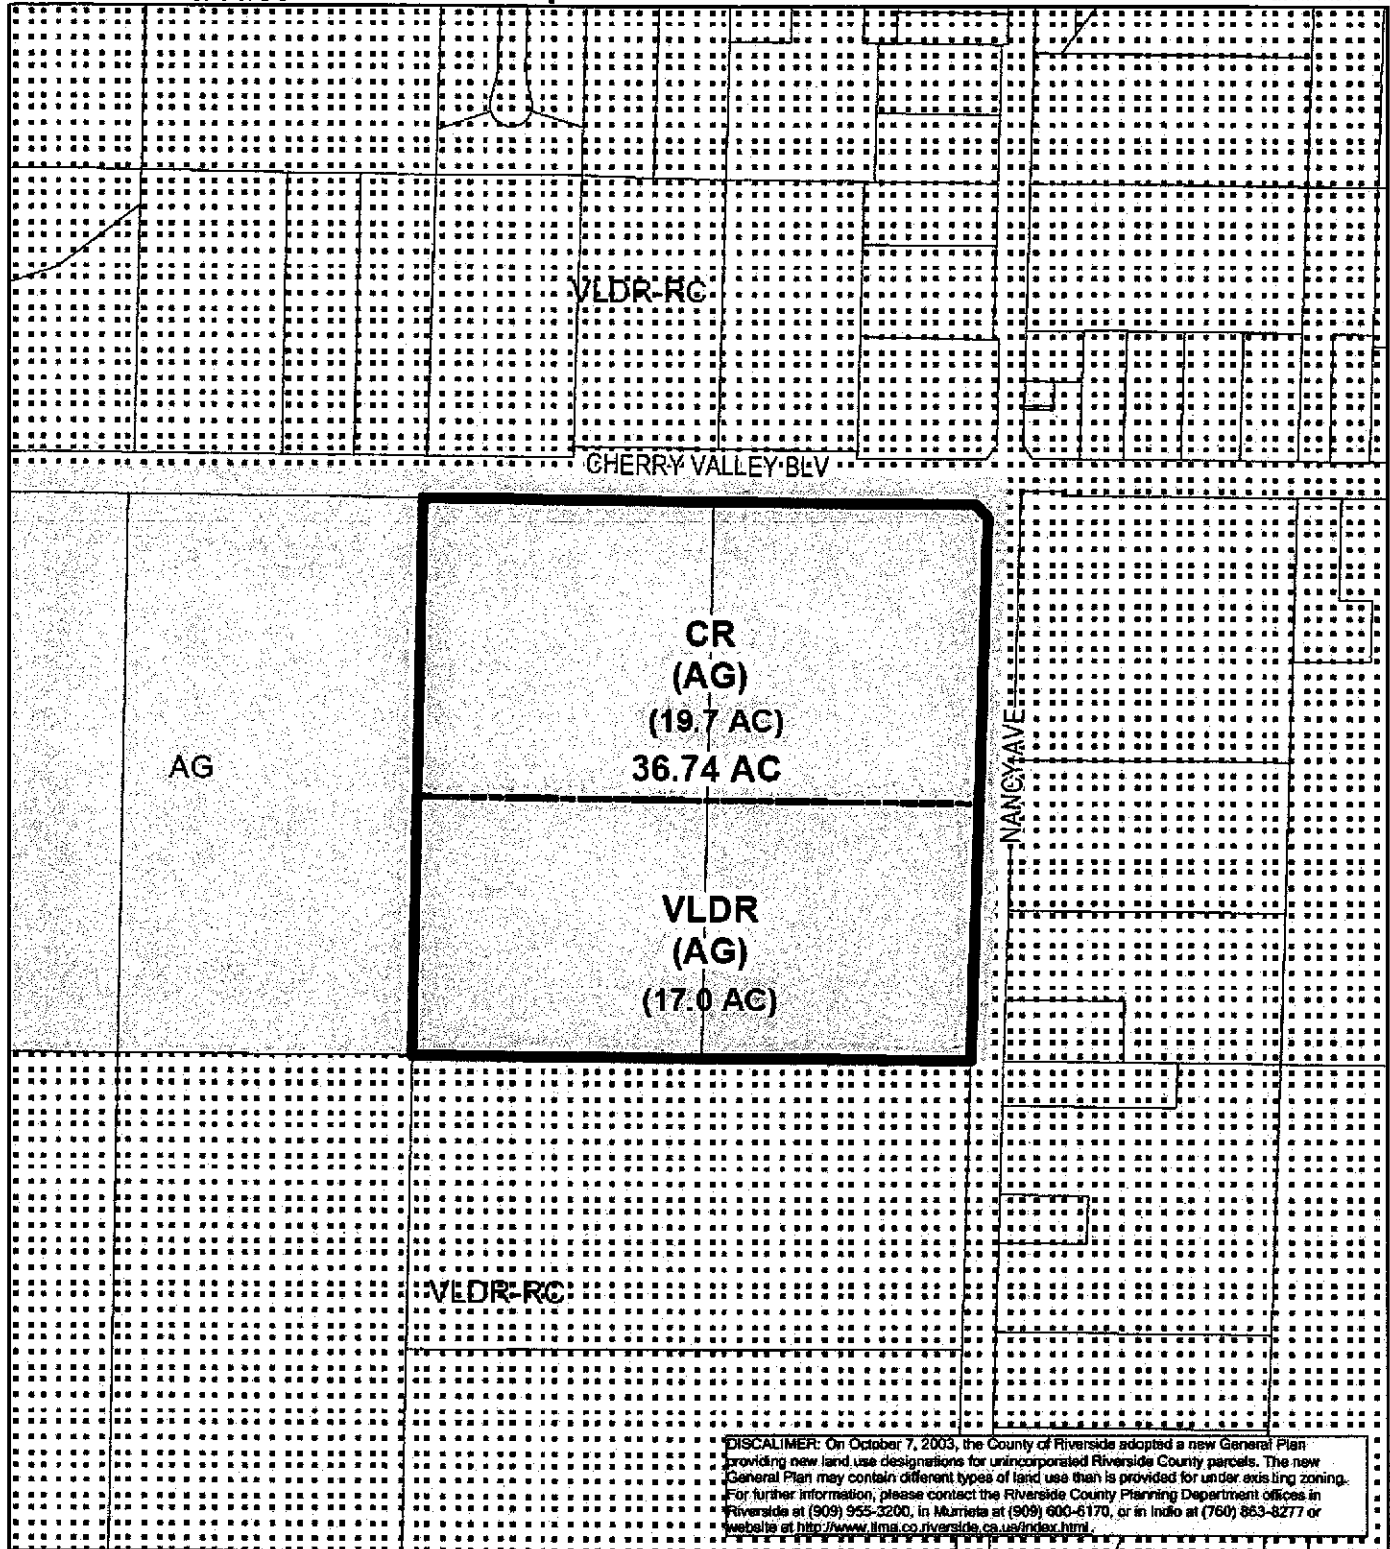 VLDR-RC
CHERRY VALLEY BLV
CR
(AG)
(19.7 AC)
36.74 AC
AG
NANCY AVE
VLDR
(AG)
(17.0 AC)
VLDR-RC
DISCALIMER: On October 7, 2003, the County of Riverside adopted a new General Plan
providing new land use designations for unincorporated Riverside County parcels. The new
General Plan may contain different types of land use than is provided for under existing zoning.
For further information, please contact the Riverside County Planning Department offices in
Riverside at (909) 955-3200, in Murrieta at (909) 600-6170, or in Indio at (760) 863-8277 or
website at http://www.tlma.co.riverside.ca.us/index.html.